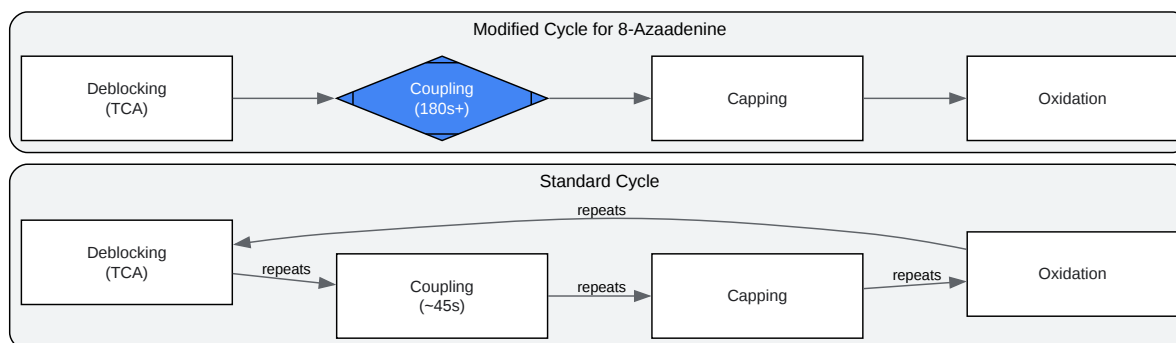 Modified Cycle for 8-Azaadenine
Deblocking
(TCA)
Coupling
(180s+)
Capping
Oxidation
Standard Cycle
repeats
Deblocking
(TCA)
repeats
Coupling
(~45s)
repeats
Capping
repeats
Oxidation